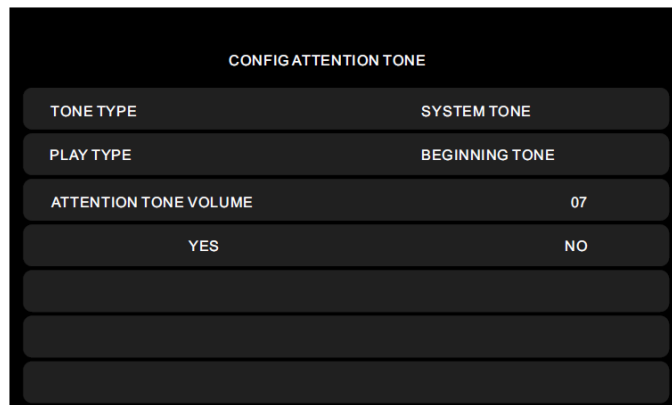 CONFIG ATTENTION TONE
TONE TYPE SYSTEM TONE
PLAY TYPE BEGINNING TONE
ATTENTION TONE VOLUME 07
YES NO